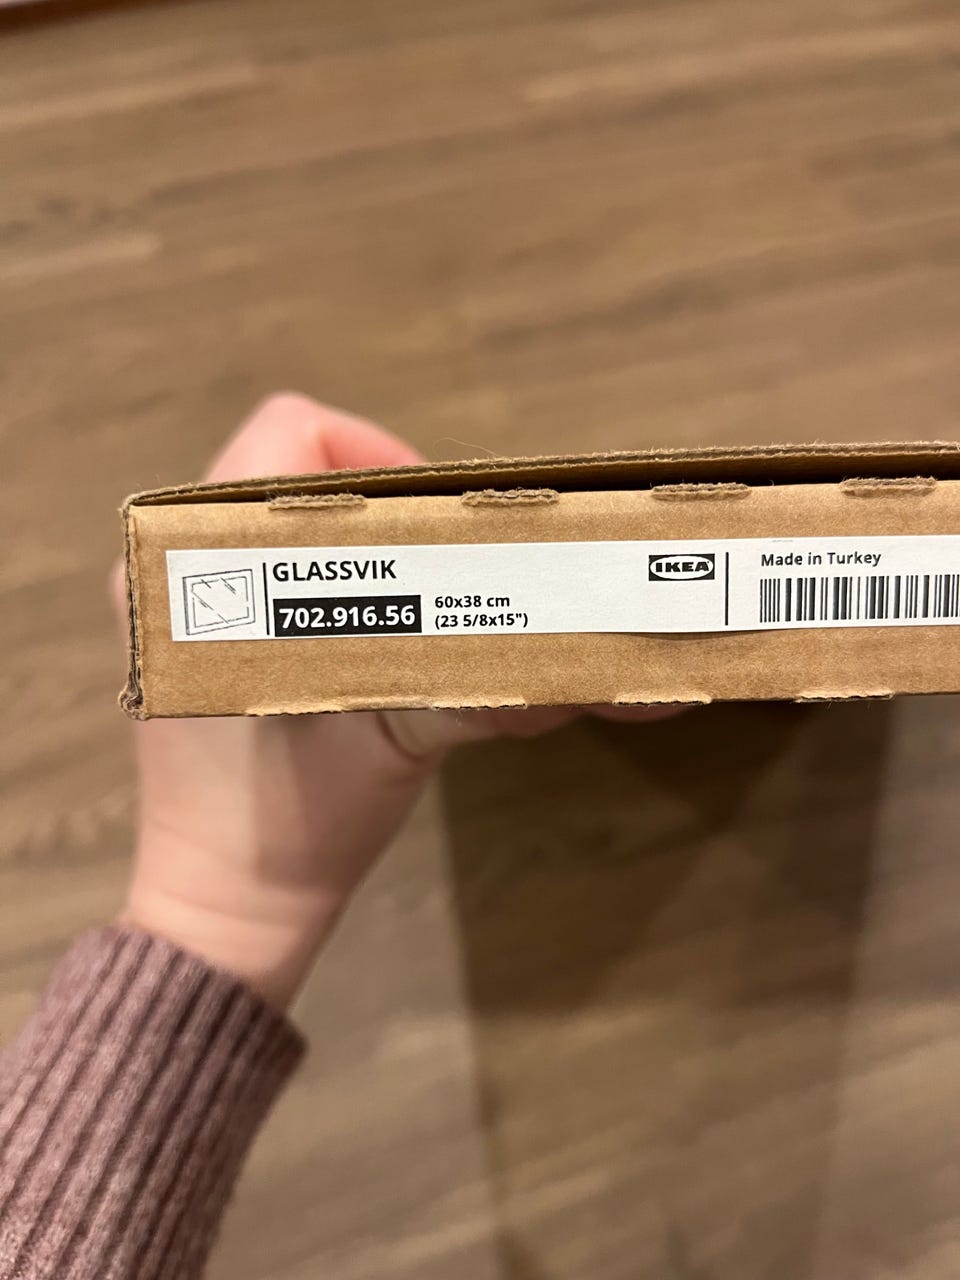 GLASSVIK
702.916.56
60x38 cm
(23 5/8x15")
IKEA
Made in Turkey